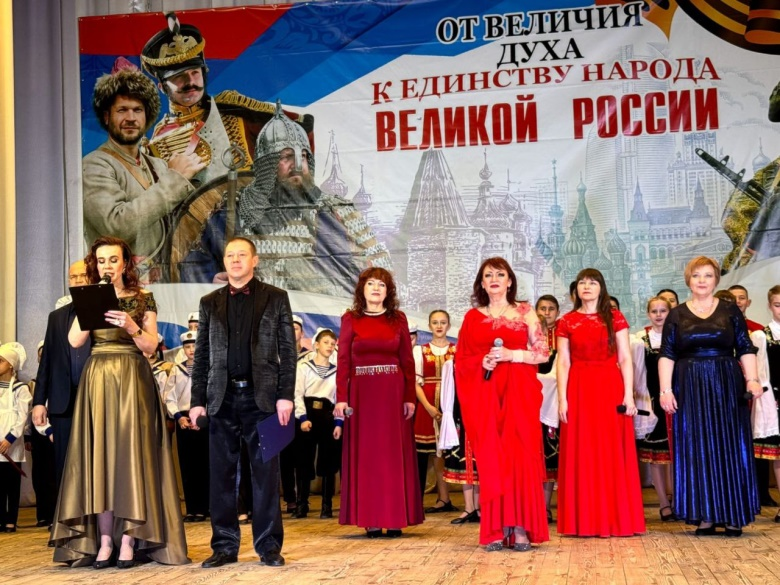 ОТ ВЕЛИЧИЯ
ДУХА
К ЕДИНСТВУ НАРОДА
ВЕЛИКОЙ РОССИИ